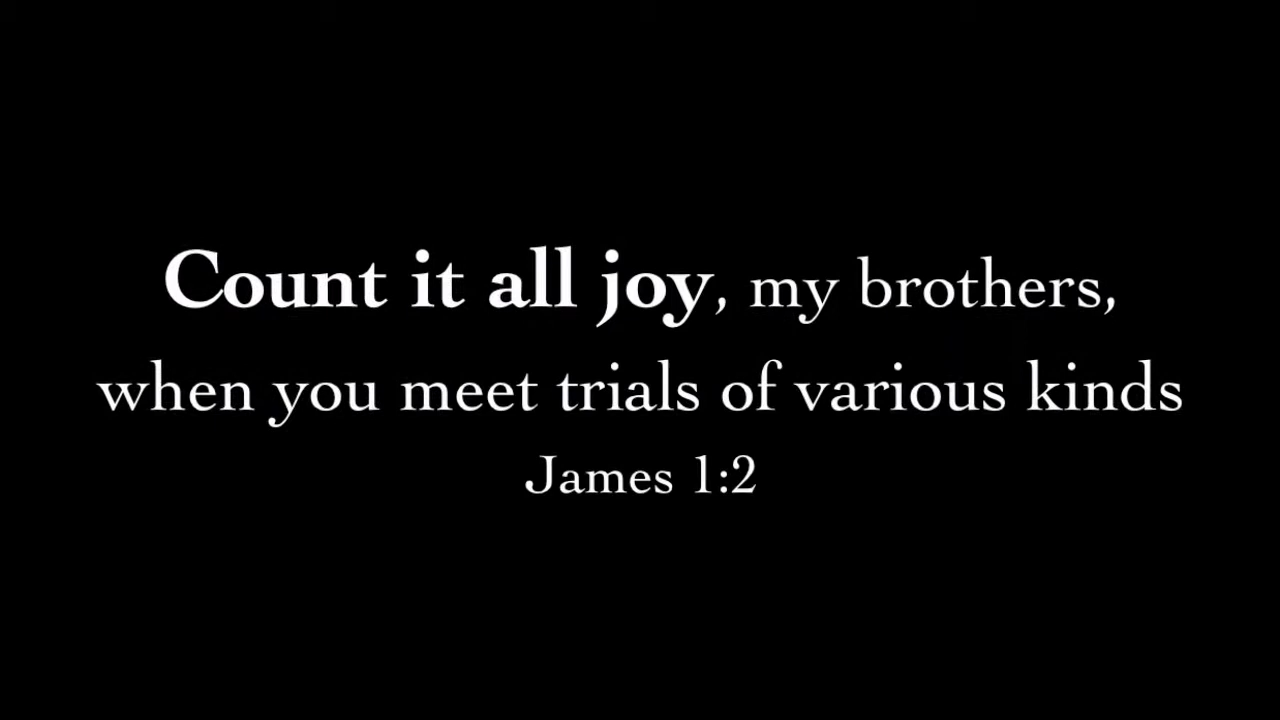 Count it all joy, my brothers,
when you meet trials of various kinds
James 1:2